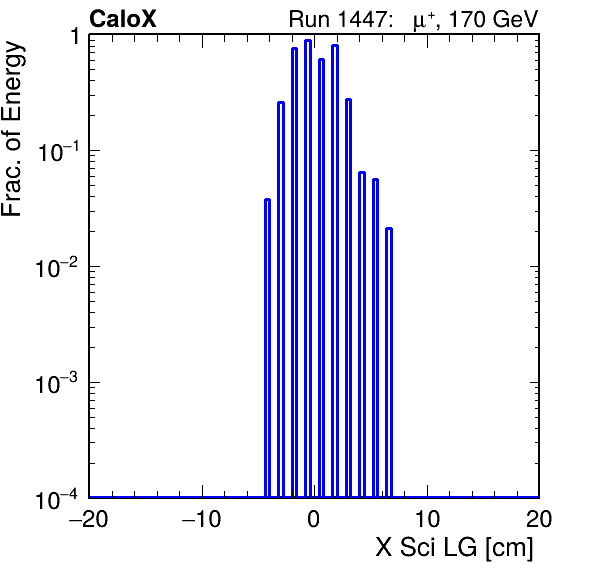 CaloX Run 1447: μ⁺, 170 GeV
Frac. of Energy
1
10⁻¹
10⁻²
10⁻³
10⁻⁴
−20 −10 0 10 20
X Sci LG [cm]